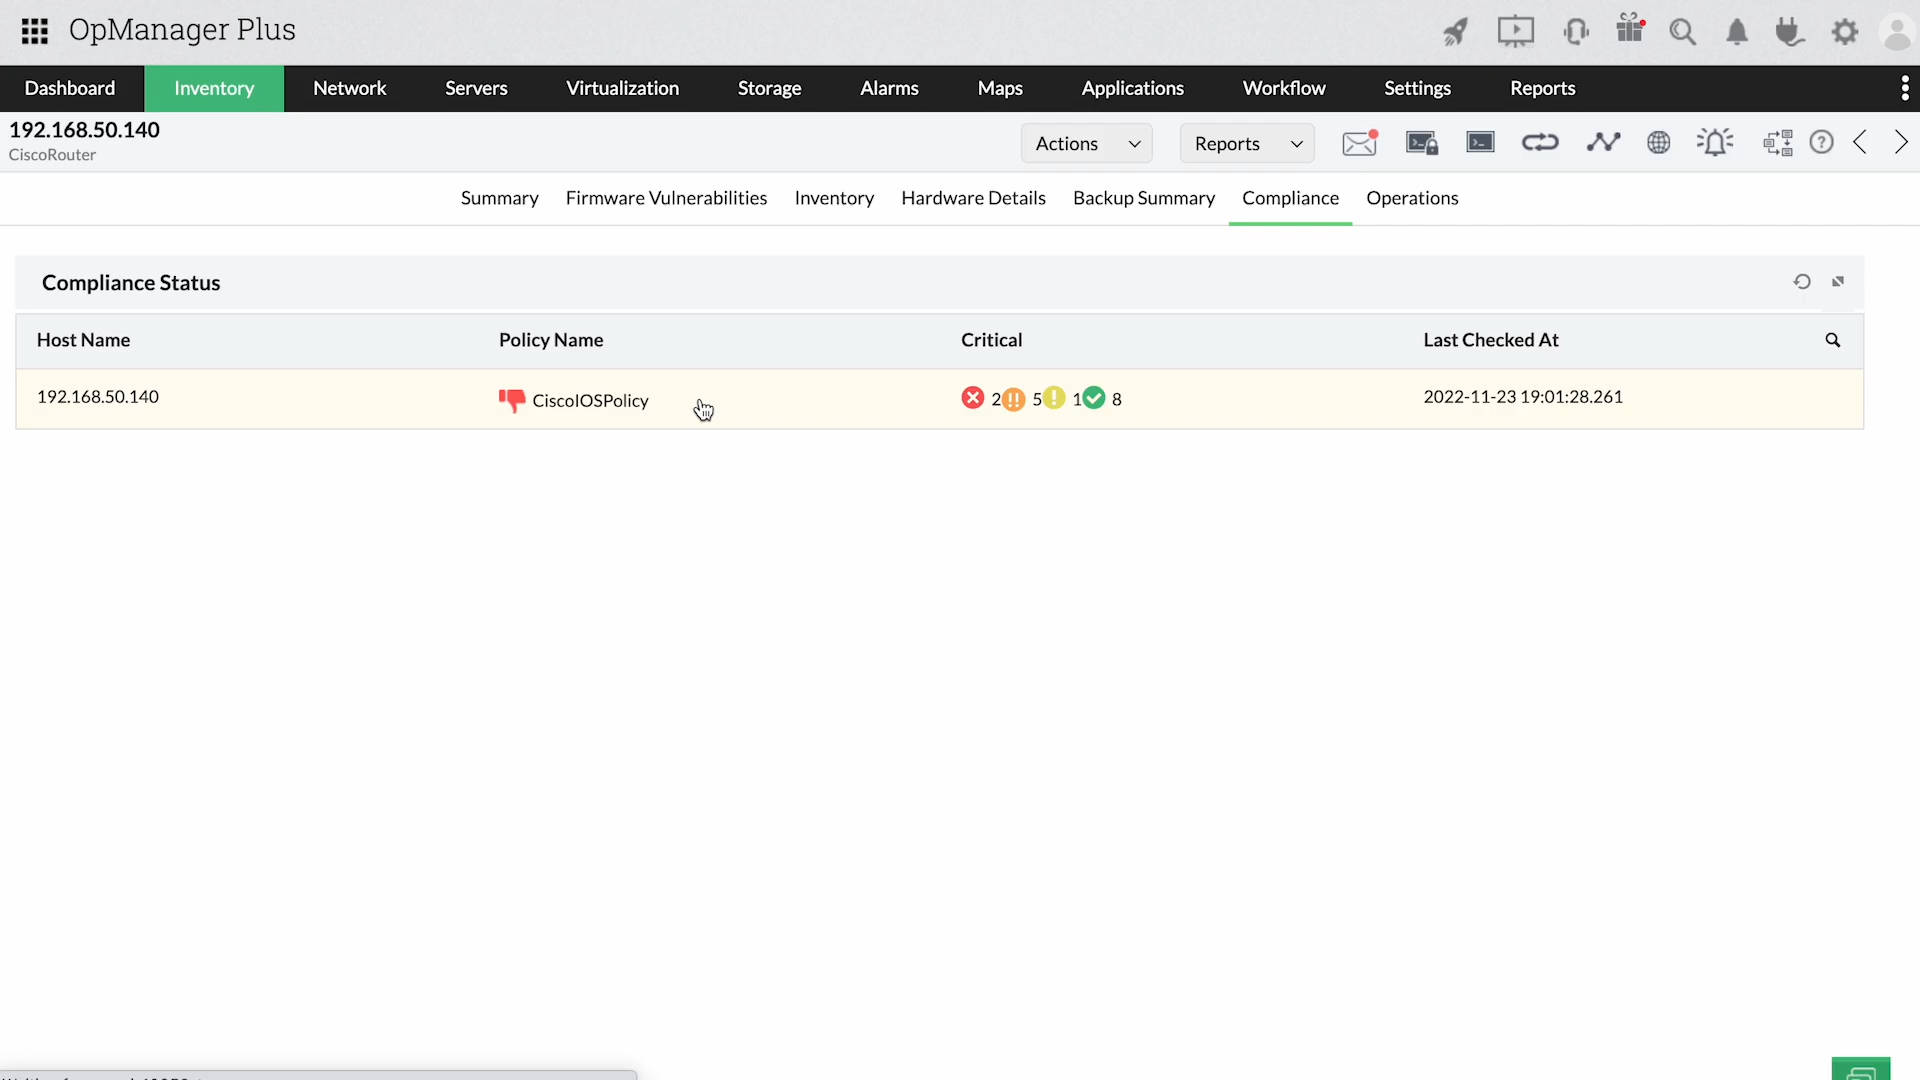 OpManager Plus
Dashboard Inventory Network Servers Virtualization Storage Alarms Maps Applications Workflow Settings Reports
192.168.50.140
CiscoRouter
Actions Reports
Summary Firmware Vulnerabilities Inventory Hardware Details Backup Summary Compliance Operations
Compliance Status
Host Name Policy Name Critical Last Checked At
192.168.50.140 CiscoIOSPolicy 2 5 1 8 2022-11-23 19:01:28.261